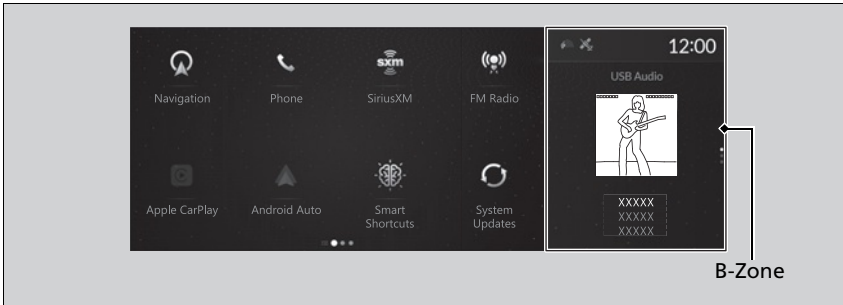 12:00
USB Audio
sxm
Navigation
Phone
SiriusXM
FM Radio
Apple CarPlay
Android Auto
Smart
Shortcuts
System
Updates
XXXXX
XXXXX
XXXXX
B-Zone